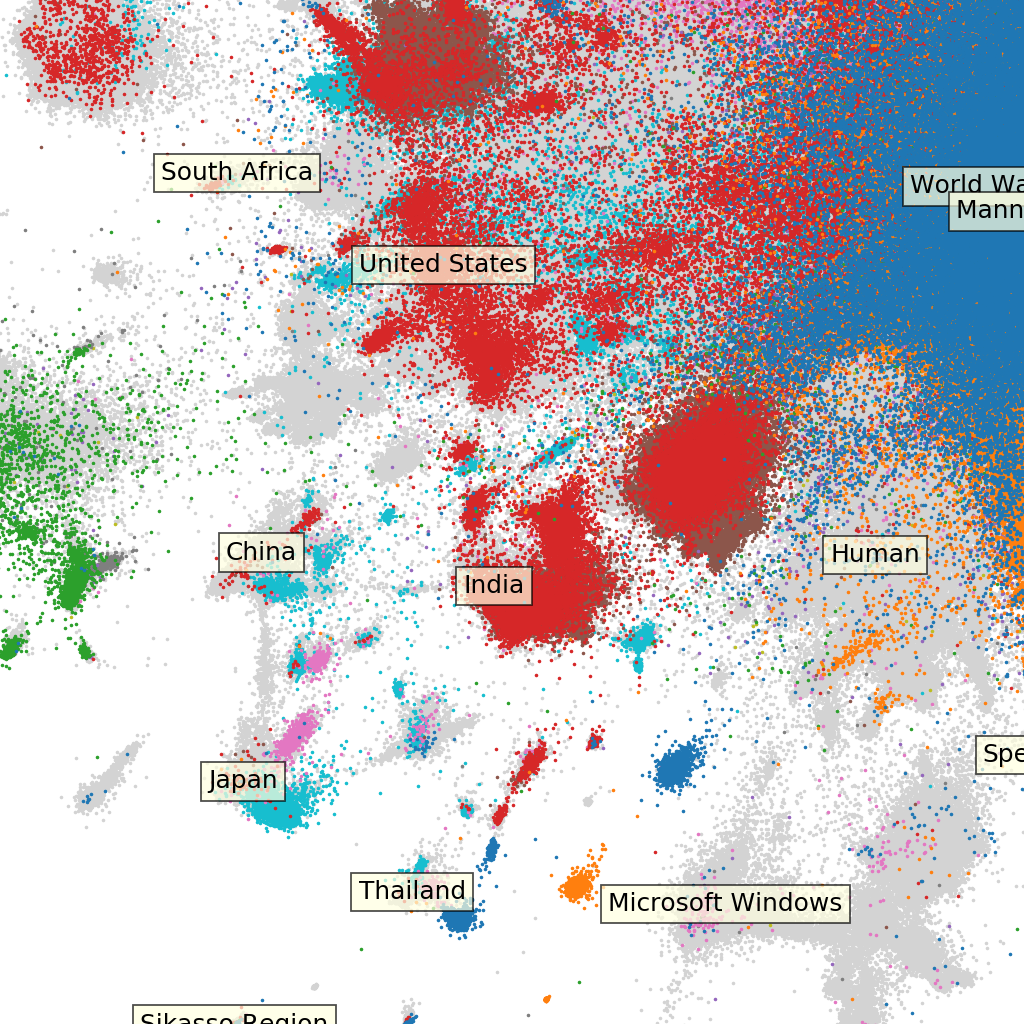 South Africa
World Wa
Mann
United States
China
Human
India
Spe
Japan
Thailand
Microsoft Windows
Sikasso Region